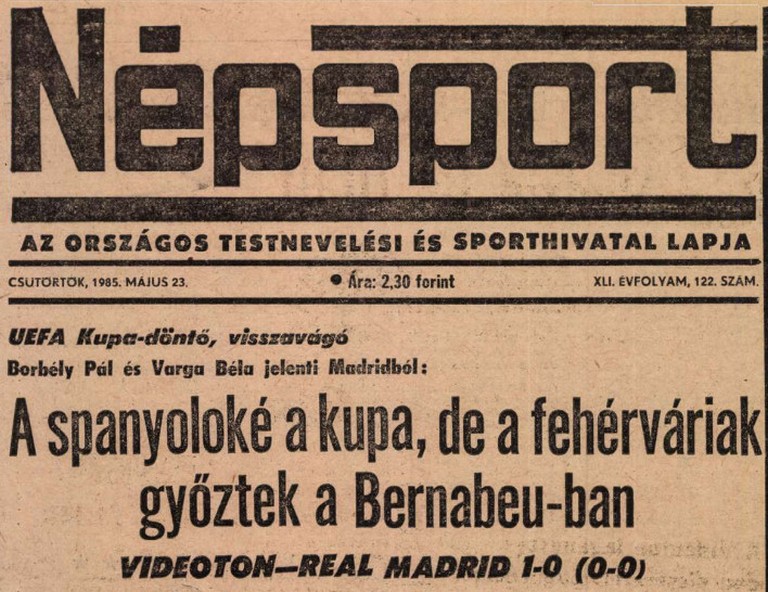 Népsport
AZ ORSZÁGOS TESTNEVELÉSI ÉS SPORTHIVATAL LAPJA
CSÜTÖRTÖK, 1985. MÁJUS 23. ● Ára: 2,30 forint XLI. ÉVFOLYAM, 122. SZÁM.
UEFA Kupa-döntő, visszavágó
Borbély Pál és Varga Béla jelenti Madridból:
A spanyoloké a kupa, de a fehérváriak
győztek a Bernabeu-ban
VIDEOTON—REAL MADRID 1-0 (0-0)